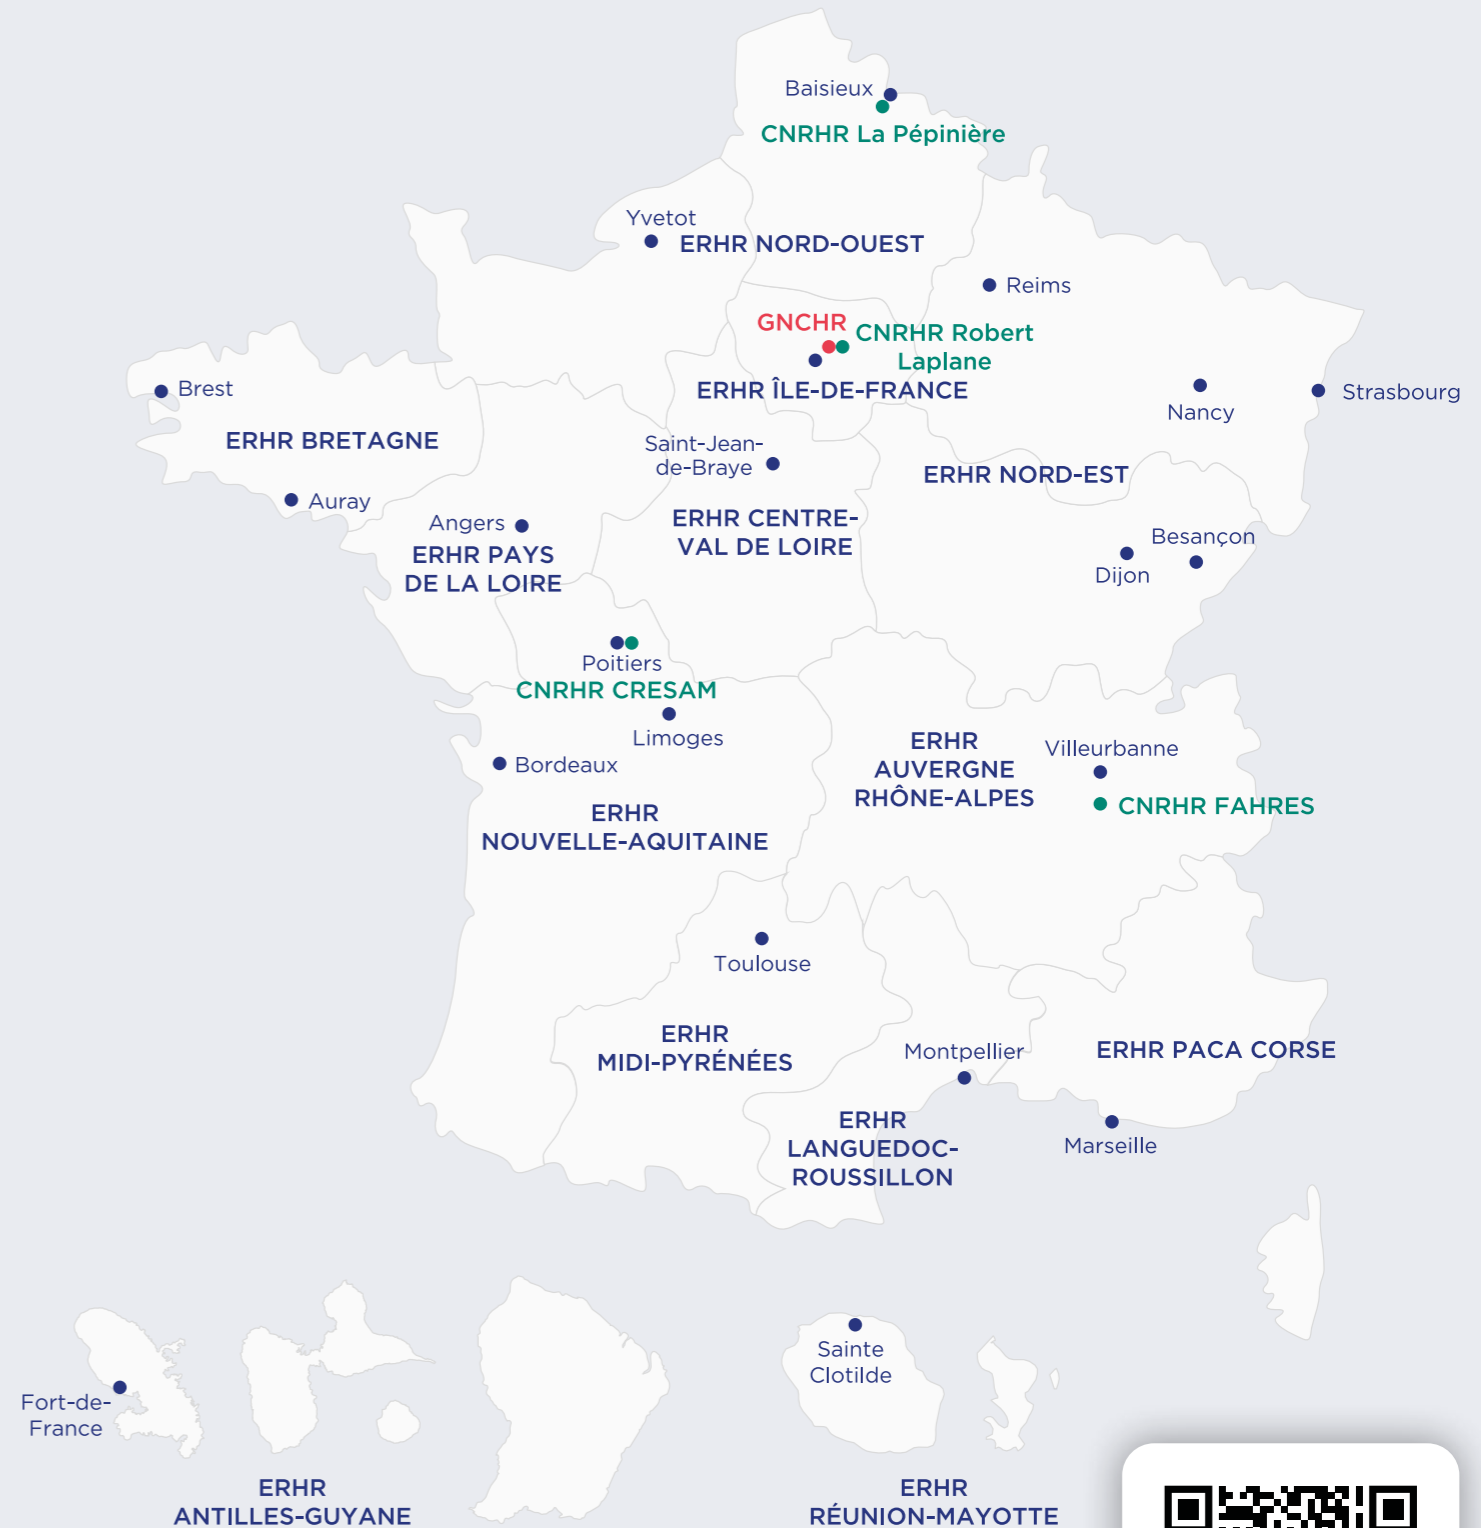 Baisieux
CNRHR La Pépinière
Yvetot
ERHR NORD-OUEST
Reims
GNCHR
CNRHR Robert
Laplane
ERHR ÎLE-DE-FRANCE
Brest
Nancy
Strasbourg
ERHR BRETAGNE
Saint-Jean-
de-Braye
ERHR NORD-EST
Auray
Angers
ERHR PAYS
DE LA LOIRE
ERHR CENTRE-
VAL DE LOIRE
Besançon
Dijon
Poitiers
CNRHR CRESAM
Limoges
Bordeaux
ERHR
NOUVELLE-AQUITAINE
ERHR
AUVERGNE
RHÔNE-ALPES
Villeurbanne
CNRHR FAHRES
Toulouse
ERHR
MIDI-PYRÉNÉES
Montpellier
ERHR PACA CORSE
ERHR
LANGUEDOC-
ROUSSILLON
Marseille
Fort-de-
France
Sainte
Clotilde
ERHR
ANTILLES-GUYANE
ERHR
RÉUNION-MAYOTTE